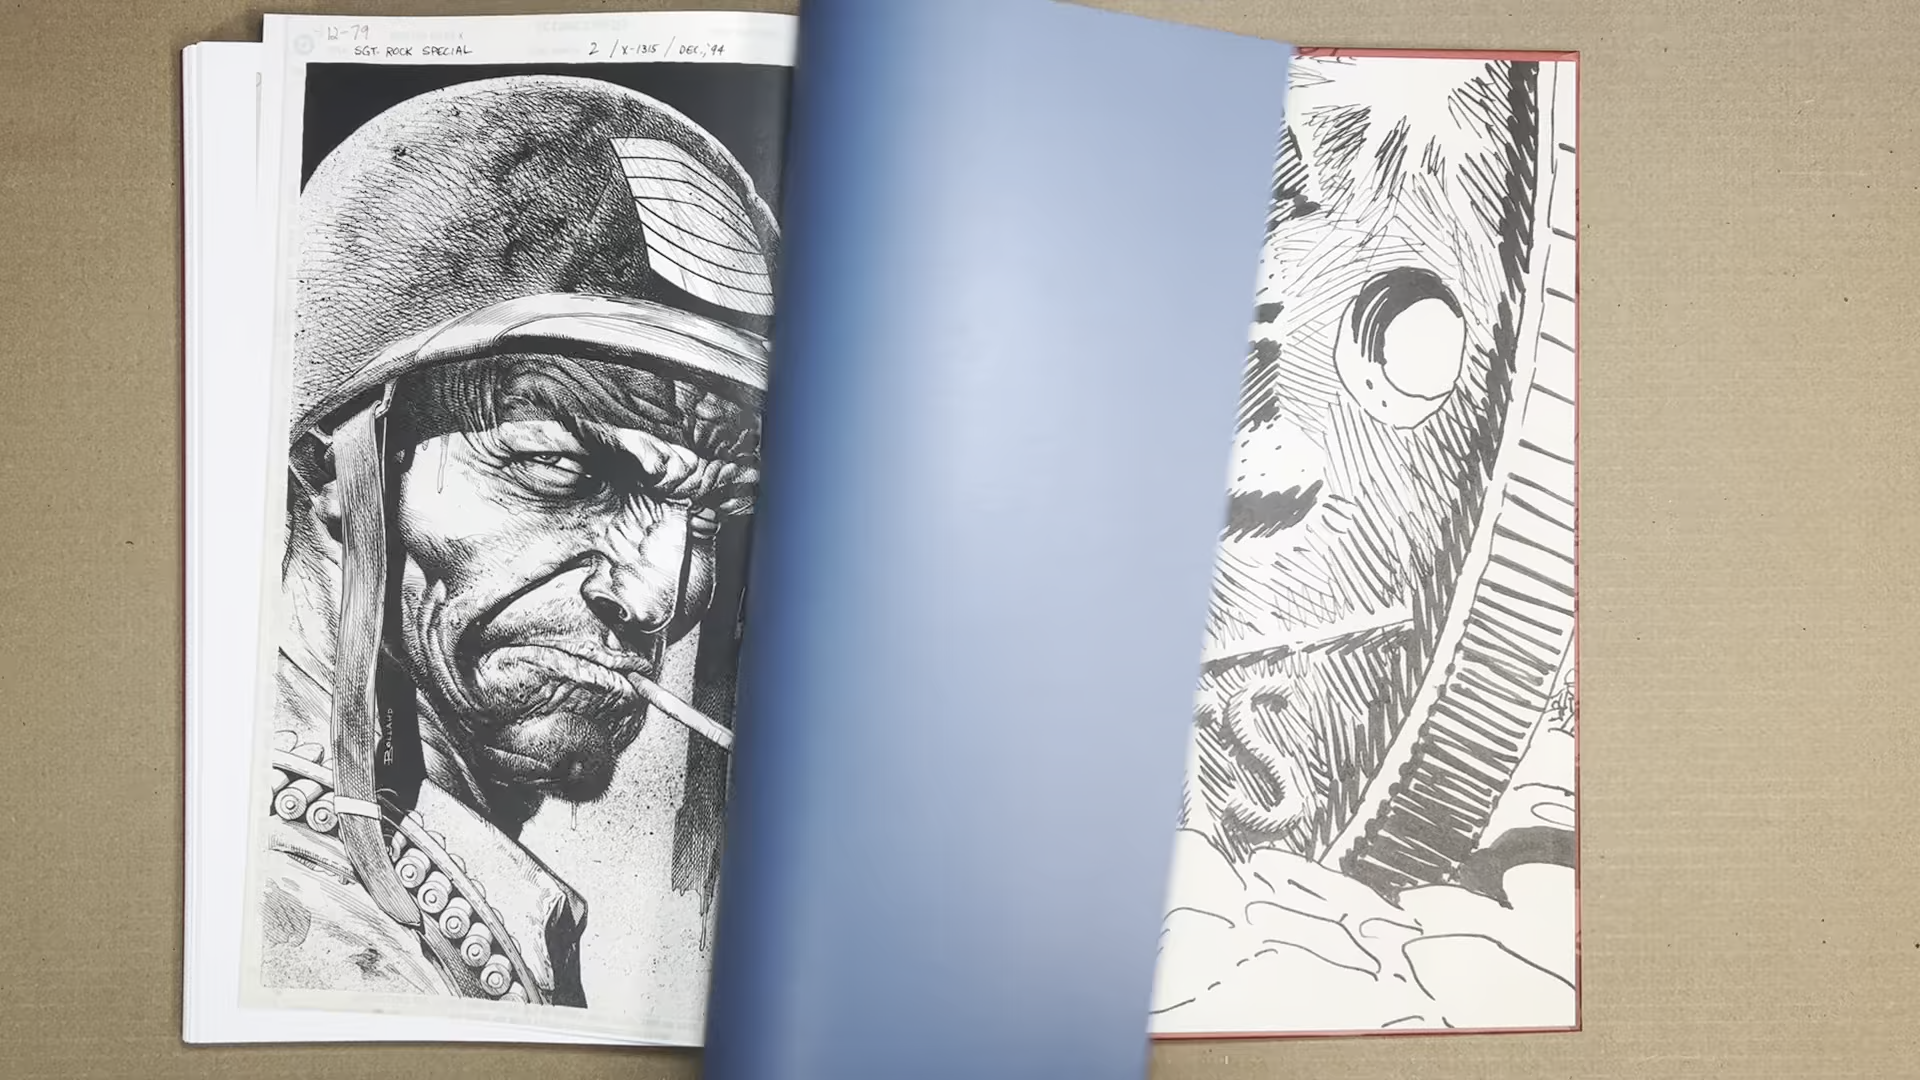 12-79
SGT. ROCK SPECIAL 2 / X-1315 / DEC., '94
BOLLAND
S